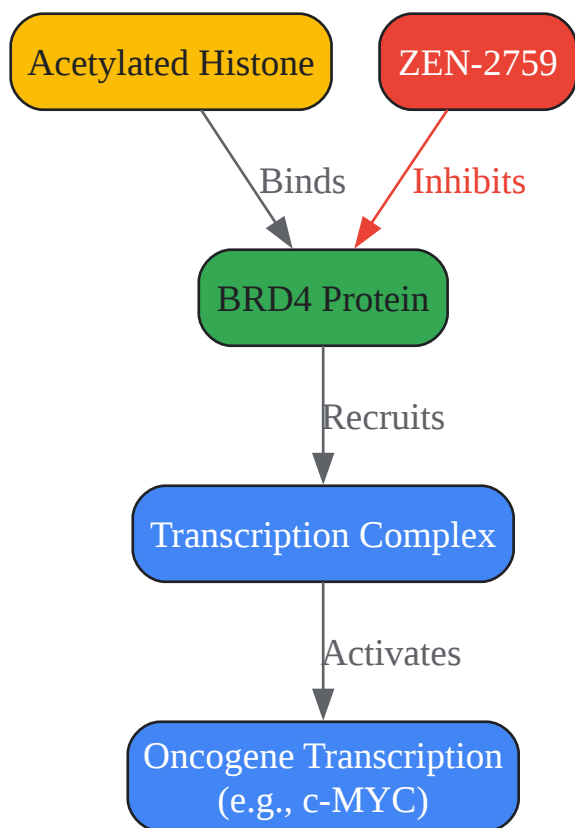 Acetylated Histone
ZEN-2759
Binds
Inhibits
BRD4 Protein
Recruits
Transcription Complex
Activates
Oncogene Transcription
(e.g., c-MYC)